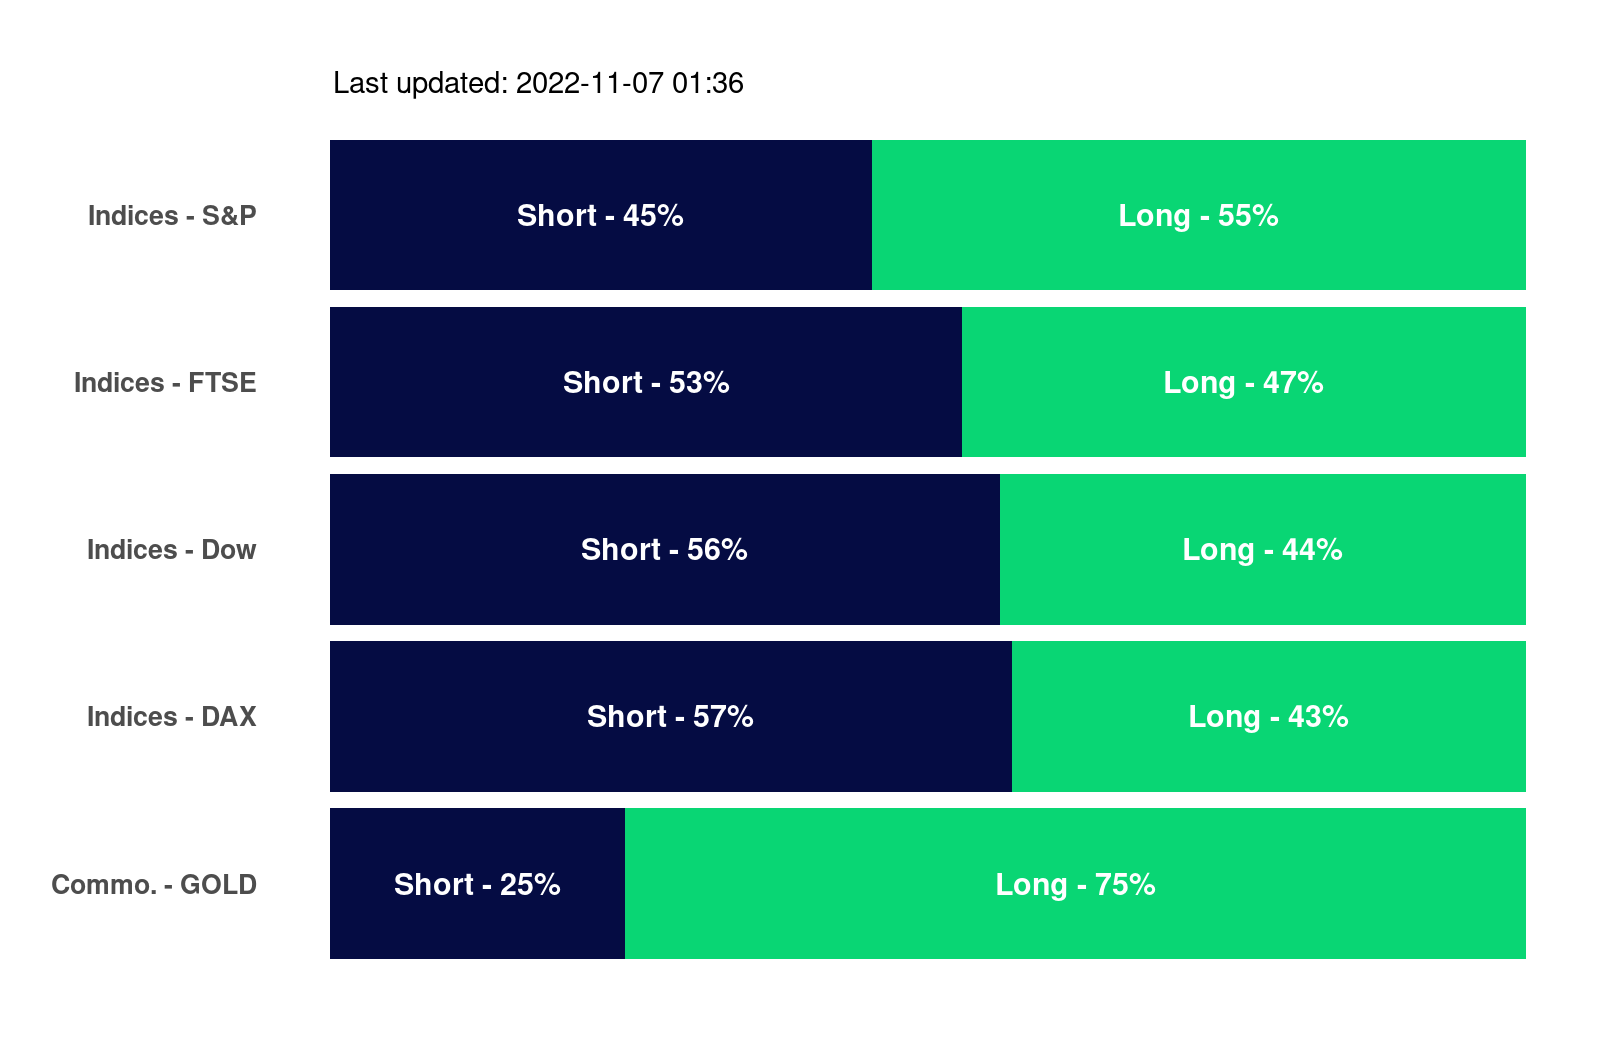 Last updated: 2022-11-07 01:36
Indices - S&P Short - 45% Long - 55%
Indices - FTSE Short - 53% Long - 47%
Indices - Dow Short - 56% Long - 44%
Indices - DAX Short - 57% Long - 43%
Commo. - GOLD Short - 25% Long - 75%